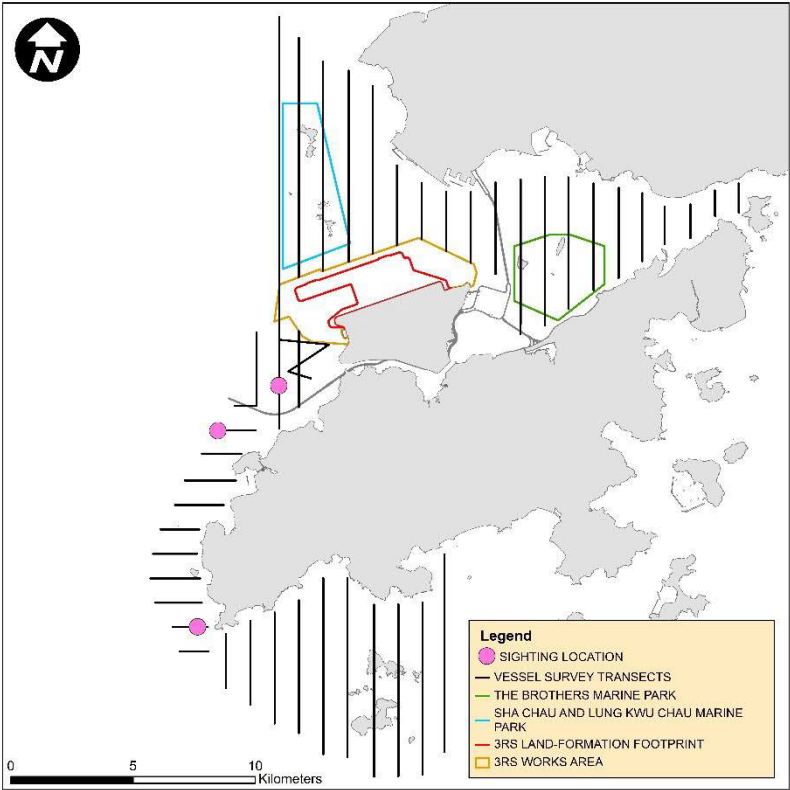 N
Legend
SIGHTING LOCATION
VESSEL SURVEY TRANSECTS
THE BROTHERS MARINE PARK
SHA CHAU AND LUNG KWU CHAU MARINE
PARK
3RS LAND-FORMATION FOOTPRINT
3RS WORKS AREA
0 5 10
Kilometers